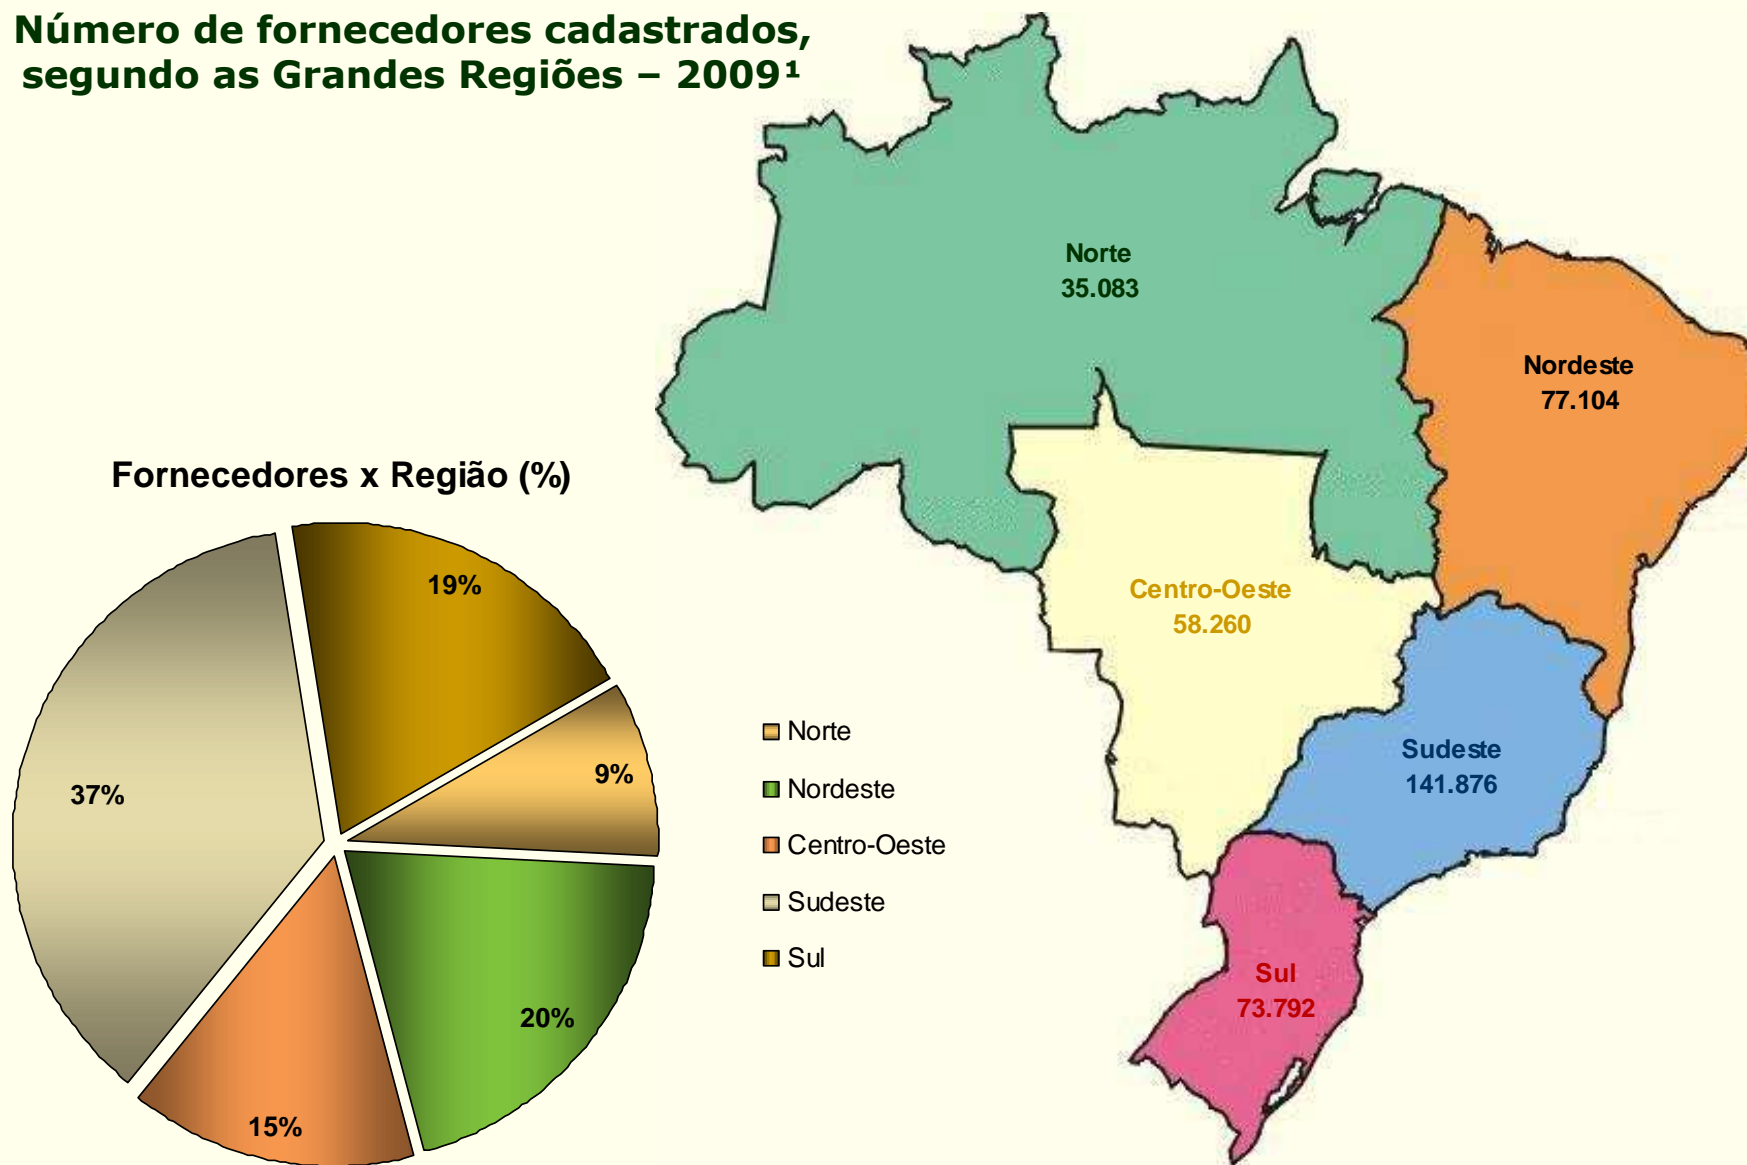 Número de fornecedores cadastrados,
segundo as Grandes Regiões – 2009¹
Norte
35.083
Nordeste
77.104
Centro-Oeste
58.260
Sudeste
141.876
Sul
73.792
Fornecedores x Região (%)
19%
9%
37%
20%
15%
Norte
Nordeste
Centro-Oeste
Sudeste
Sul